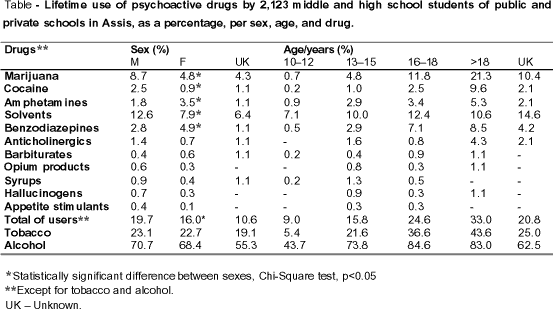 Table - Lifetime use of psychoactive drugs by 2,123 middle and high school students of public and
private schools in Assis, as a percentage, per sex, age, and drug.
Drugs** Sex (%) Age/years (%)
M F UK 10–12 13–15 16–18 >18 UK
Marijuana 8.7 4.8* 4.3 0.7 4.8 11.8 21.3 10.4
Cocaine 2.5 0.9* 1.1 0.2 1.0 2.5 9.6 2.1
Amphetamines 1.8 3.5* 1.1 0.9 2.9 3.4 5.3 2.1
Solvents 12.6 7.9* 6.4 7.1 10.0 12.4 10.6 14.6
Benzodiazepines 2.8 4.9* 1.1 0.5 2.9 7.1 8.5 4.2
Anticholinergics 1.4 0.7 1.1 - 1.6 0.8 4.3 2.1
Barbiturates 0.4 0.6 1.1 0.2 0.4 0.9 1.1 -
Opium products 0.6 0.3 - 0.8 0.3 1.1 -
Syrups 0.9 0.4 1.1 0.2 1.3 0.5 - -
Hallucinogens 0.7 0.3 - 0.9 0.3 1.1 -
Appetite stimulants 0.4 0.1 - 0.3 0.3 - -
Total of users** 19.7 16.0* 10.6 9.0 15.8 24.6 33.0 20.8
Tobacco 23.1 22.7 19.1 5.4 21.6 36.6 43.6 25.0
Alcohol 70.7 68.4 55.3 43.7 73.8 84.6 83.0 62.5
*Statistically significant difference between sexes, Chi-Square test, p<0.05
**Except for tobacco and alcohol.
UK – Unknown.